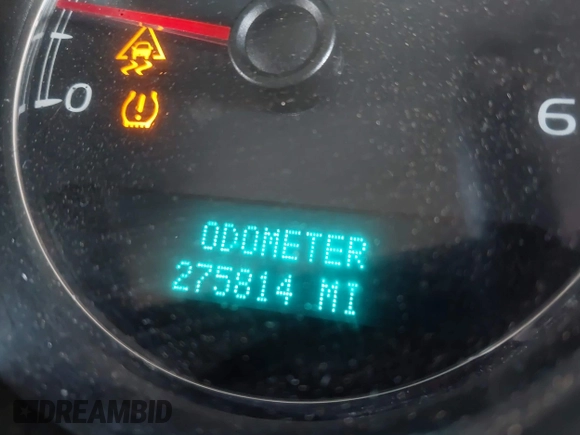 0
6
ODOMETER
275814 MI
DREAMBID